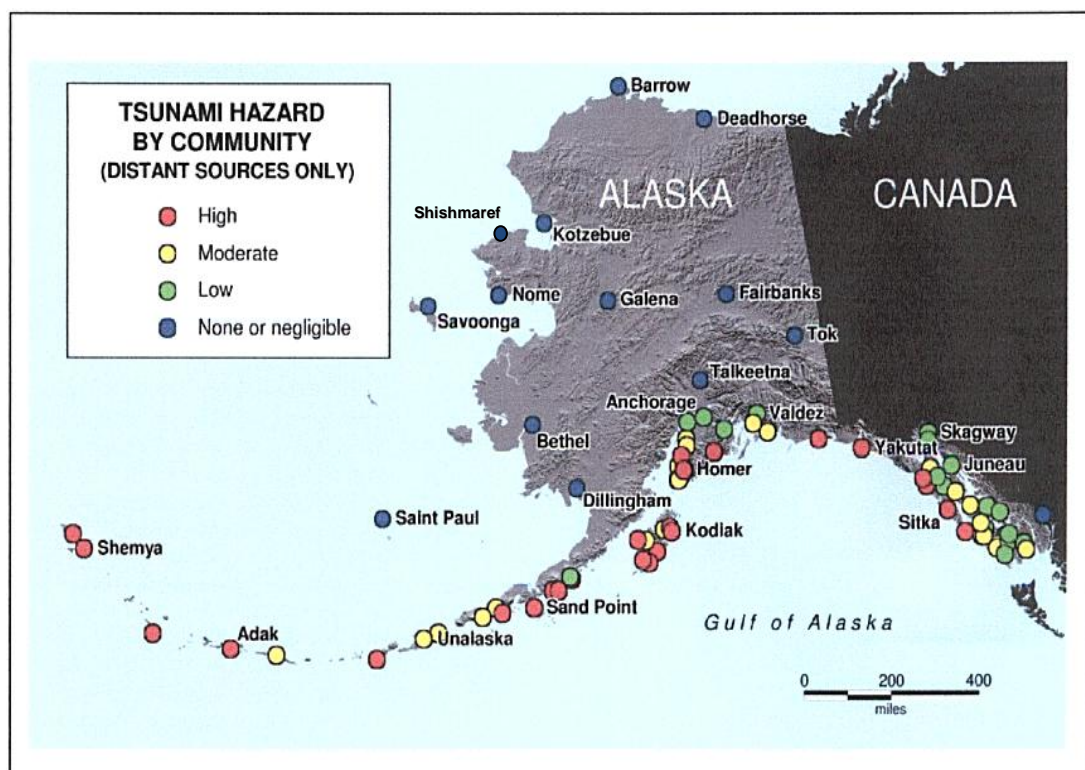 TSUNAMI HAZARD
BY COMMUNITY
(DISTANT SOURCES ONLY)
High
Moderate
Low
None or negligible
Barrow
Deadhorse
ALASKA
CANADA
Shishmaref
Kotzebue
Nome
Galena
Fairbanks
Savoonga
Tok
Talkeetna
Anchorage
Valdez
Bethel
Skagway
Yakutat
Juneau
Homer
Dillingham
Saint Paul
Sitka
Kodiak
Shemya
Sand Point
Gulf of Alaska
Adak
Unalaska
0 200 400
miles